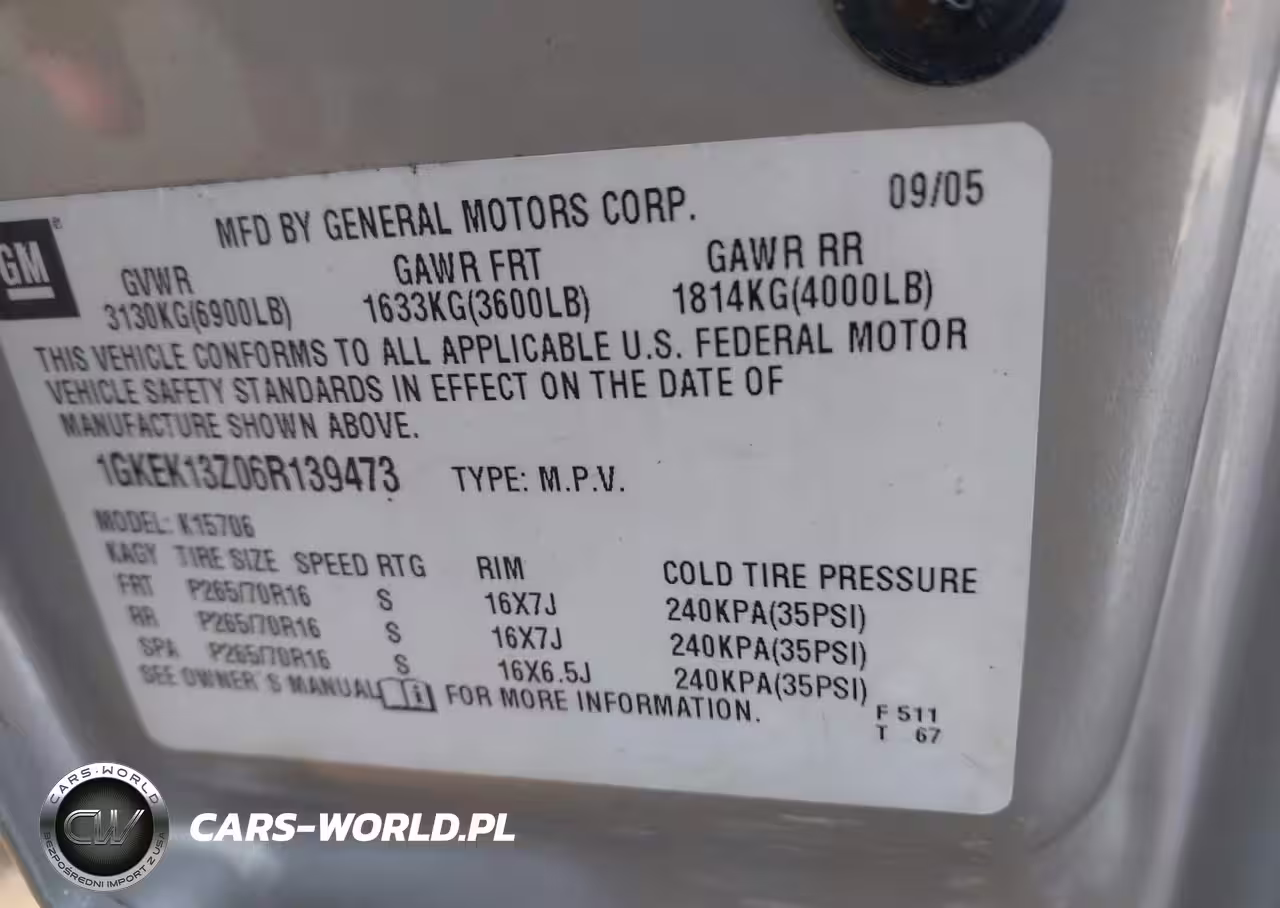 09/05
GM
MFD BY GENERAL MOTORS CORP.
GVWR GAWR FRT GAWR RR
3130KG(6900LB) 1633KG(3600LB) 1814KG(4000LB)
THIS VEHICLE CONFORMS TO ALL APPLICABLE U.S. FEDERAL MOTOR
VEHICLE SAFETY STANDARDS IN EFFECT ON THE DATE OF
MANUFACTURE SHOWN ABOVE.
1GKEK13Z06R139473 TYPE: M.P.V.
MODEL: K15706
KAGY TIRE SIZE SPEED RTG RIM COLD TIRE PRESSURE
FRT P265/70R16 S 16X7J 240KPA(35PSI)
RR P265/70R16 S 16X7J 240KPA(35PSI)
SPA P265/70R16 S 16X6.5J 240KPA(35PSI)
SEE OWNER'S MANUAL FOR MORE INFORMATION.
F 511
T 67
CARS-WORLD
CW
BEZPOŚREDNI IMPORT Z USA
CARS-WORLD.PL